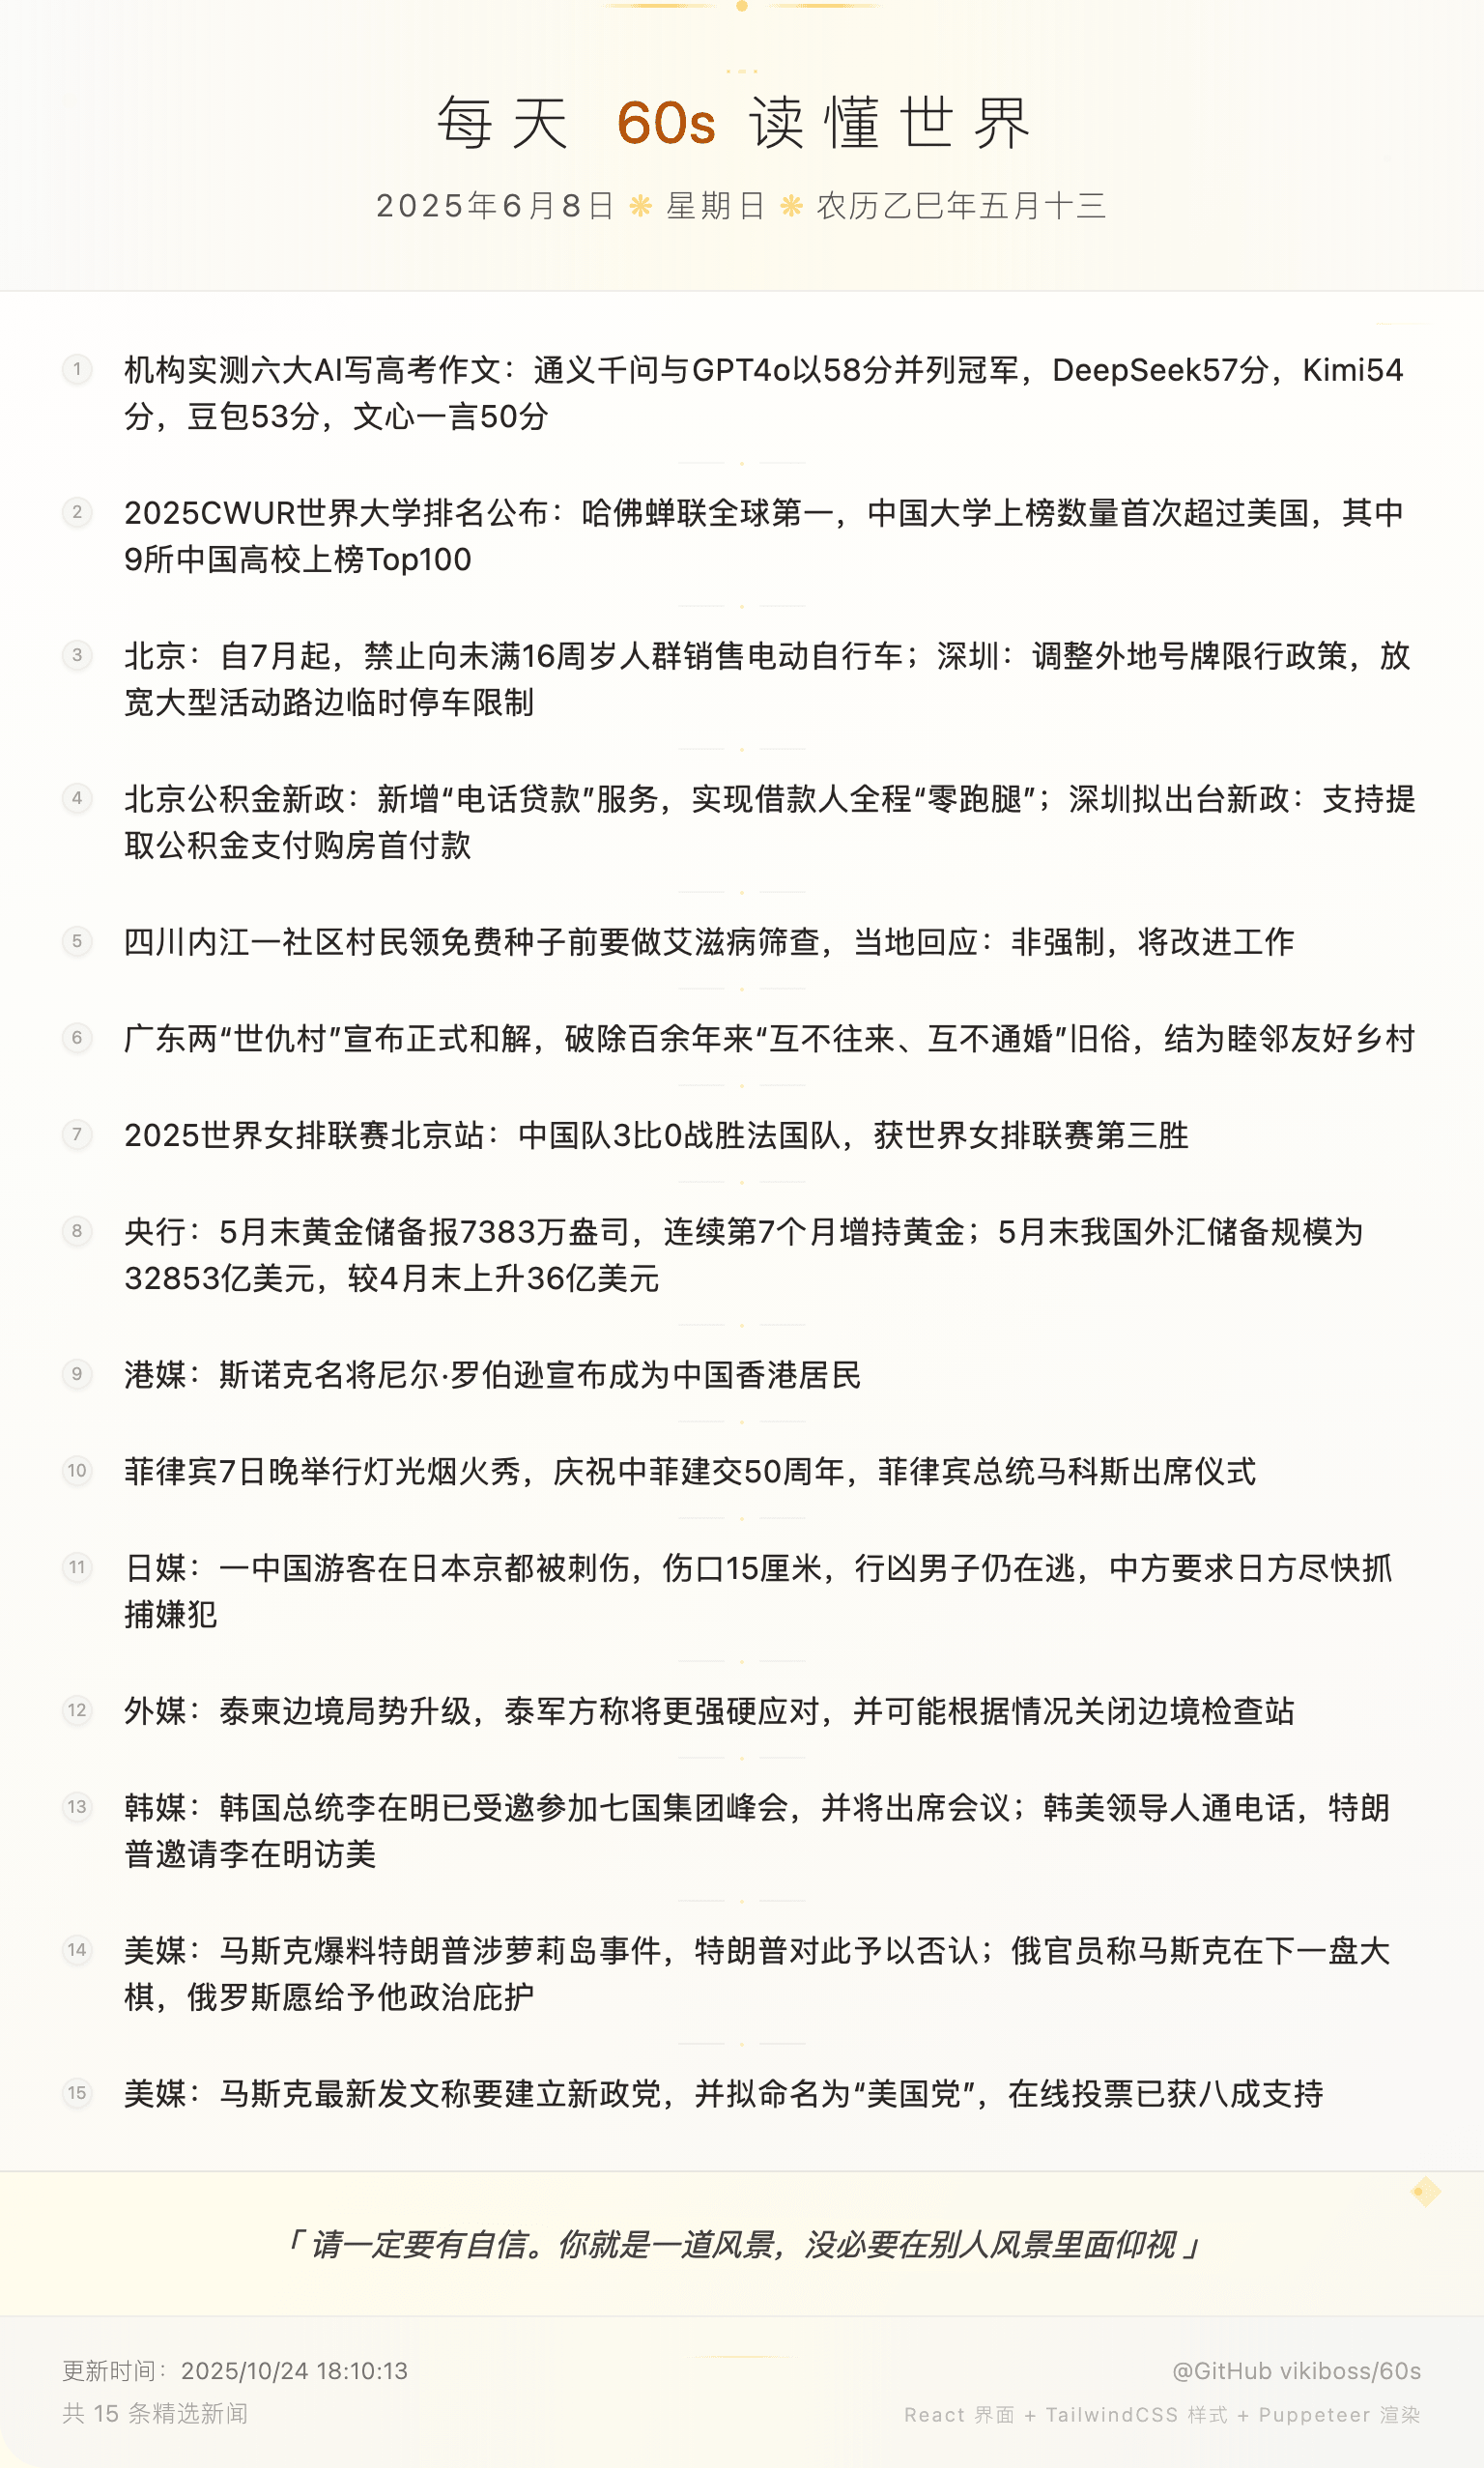 每天 60s 读懂世界
2025年6月8日 ❋ 星期日 ❋ 农历乙巳年五月十三
1 机构实测六大AI写高考作文：通义千问与GPT4o以58分并列冠军，DeepSeek57分，Kimi54
分，豆包53分，文心一言50分
2 2025CWUR世界大学排名公布：哈佛蝉联全球第一，中国大学上榜数量首次超过美国，其中
9所中国高校上榜Top100
3 北京：自7月起，禁止向未满16周岁人群销售电动自行车；深圳：调整外地号牌限行政策，放
宽大型活动路边临时停车限制
4 北京公积金新政：新增“电话贷款”服务，实现借款人全程“零跑腿”；深圳拟出台新政：支持提
取公积金支付购房首付款
5 四川内江一社区村民领免费种子前要做艾滋病筛查，当地回应：非强制，将改进工作
6 广东两“世仇村”宣布正式和解，破除百余年来“互不往来、互不通婚”旧俗，结为睦邻友好乡村
7 2025世界女排联赛北京站：中国队3比0战胜法国队，获世界女排联赛第三胜
8 央行：5月末黄金储备报7383万盎司，连续第7个月增持黄金；5月末我国外汇储备规模为
32853亿美元，较4月末上升36亿美元
9 港媒：斯诺克名将尼尔·罗伯逊宣布成为中国香港居民
10 菲律宾7日晚举行灯光烟火秀，庆祝中菲建交50周年，菲律宾总统马科斯出席仪式
11 日媒：一中国游客在日本京都被刺伤，伤口15厘米，行凶男子仍在逃，中方要求日方尽快抓
捕嫌犯
12 外媒：泰柬边境局势升级，泰军方称将更强硬应对，并可能根据情况关闭边境检查站
13 韩媒：韩国总统李在明已受邀参加七国集团峰会，并将出席会议；韩美领导人通电话，特朗
普邀请李在明访美
14 美媒：马斯克爆料特朗普涉萝莉岛事件，特朗普对此予以否认；俄官员称马斯克在下一盘大
棋，俄罗斯愿给予他政治庇护
15 美媒：马斯克最新发文称要建立新政党，并拟命名为“美国党”，在线投票已获八成支持
「 请一定要有自信。你就是一道风景，没必要在别人风景里面仰视 」
更新时间：2025/10/24 18:10:13
@GitHub vikiboss/60s
共 15 条精选新闻
React 界面 + TailwindCSS 样式 + Puppeteer 渲染